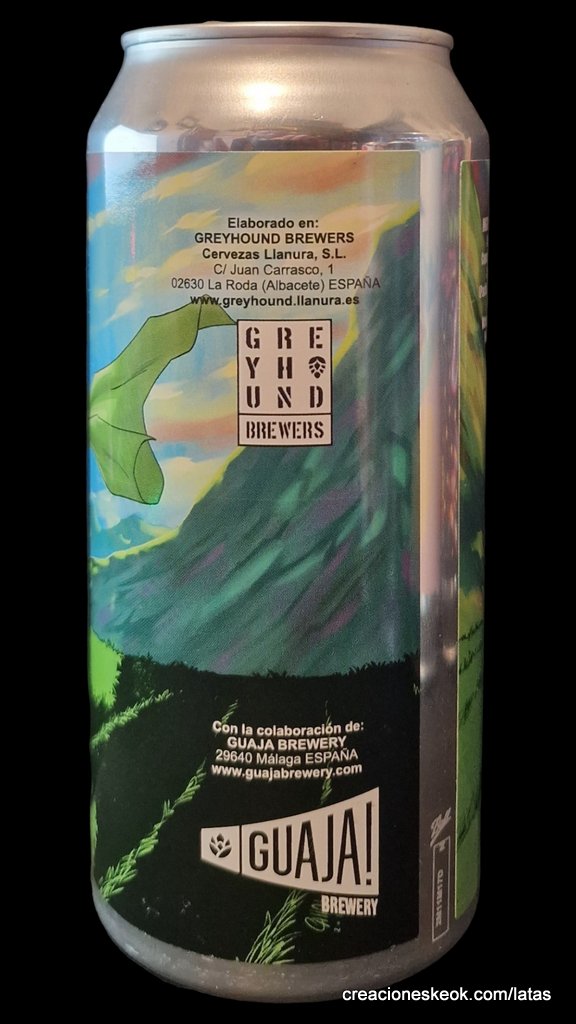 Elaborado en:
GREYHOUND BREWERS
Cervezas Llanura, S.L.
C/ Juan Carrasco, 1
02630 La Roda (Albacete) ESPAÑA
www.greyhound.llanura.es
GRE
YH
UND
BREWERS
Con la colaboración de:
GUAJA BREWERY
29640 Málaga ESPAÑA
www.guajabrewery.com
GUAJA!
BREWERY
creacioneskeok.com/latas